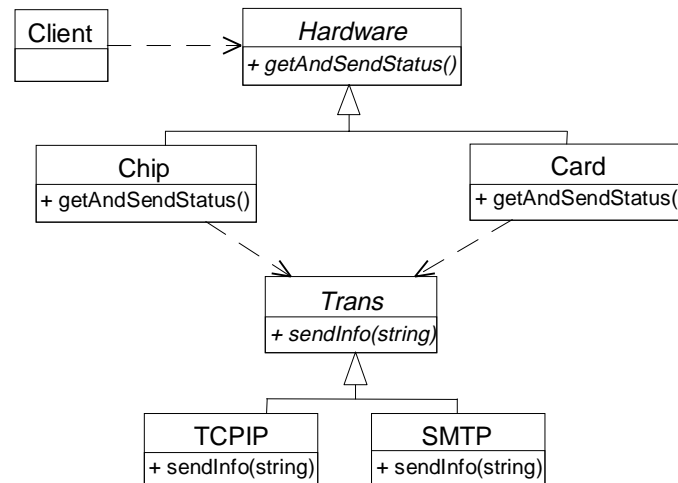 Client
Hardware
+ getAndSendStatus()
Chip
+ getAndSendStatus()
Card
+ getAndSendStatus(
Trans
+ sendInfo(string)
TCPIP
+ sendInfo(string)
SMTP
+ sendInfo(string)